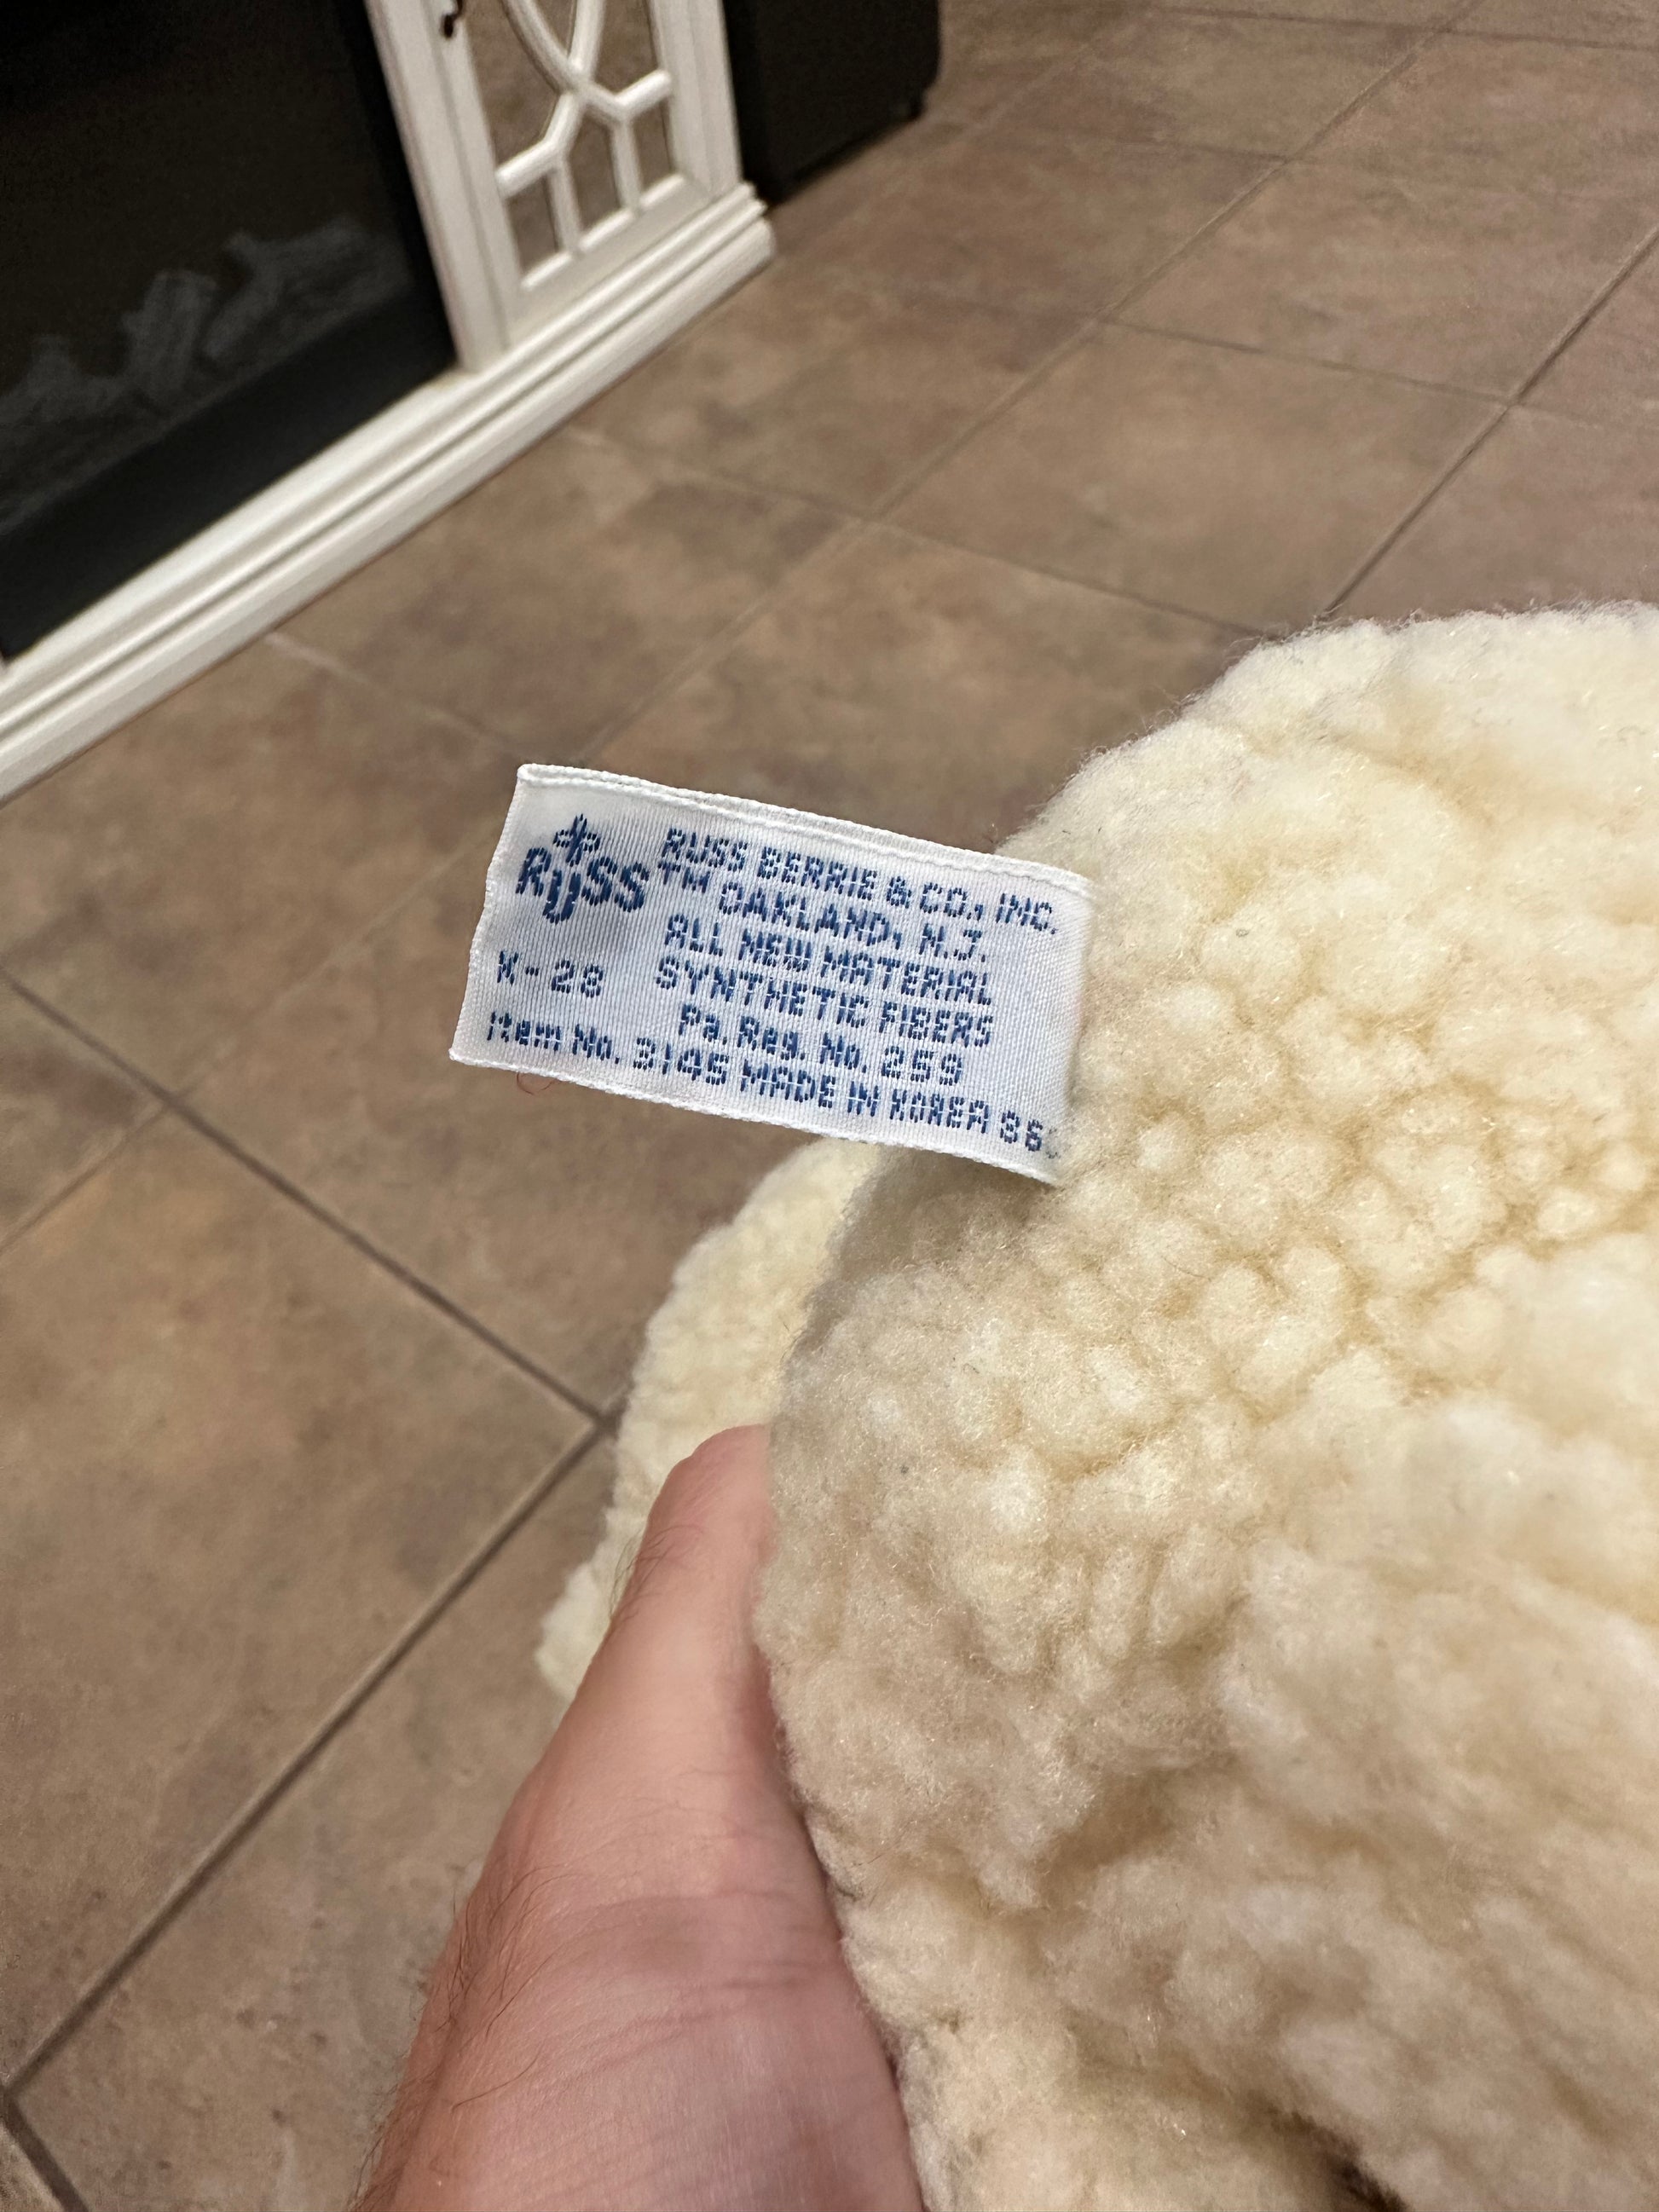 RUSS
RUSS BERRIE & CO., INC.
TM OAKLAND, N.J.
ALL NEW MATERIAL
SYNTHETIC FIBERS
K-28
Pa. Reg. No. 259
Item No. 3145 MADE IN KOREA